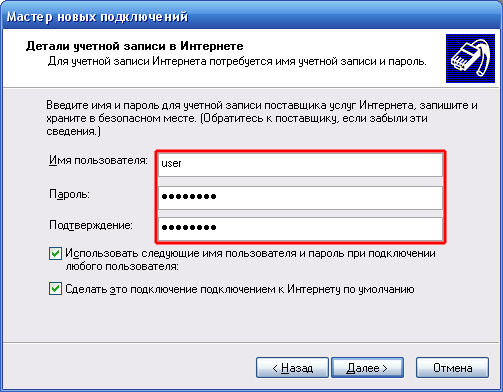 Мастер новых подключений
Детали учетной записи в Интернете
Для учетной записи Интернета потребуется имя учетной записи и пароль.
Введите имя и пароль для учетной записи поставщика услуг Интернета, запишите и
храните в безопасном месте. (Обратитесь к поставщику, если забыли эти
сведения.)
Имя пользователя: user
Пароль: ●●●●●●●●
Подтверждение: ●●●●●●●●
Использовать следующие имя пользователя и пароль при подключении
любого пользователя:
Сделать это подключение подключением к Интернету по умолчанию
< Назад Далее > Отмена